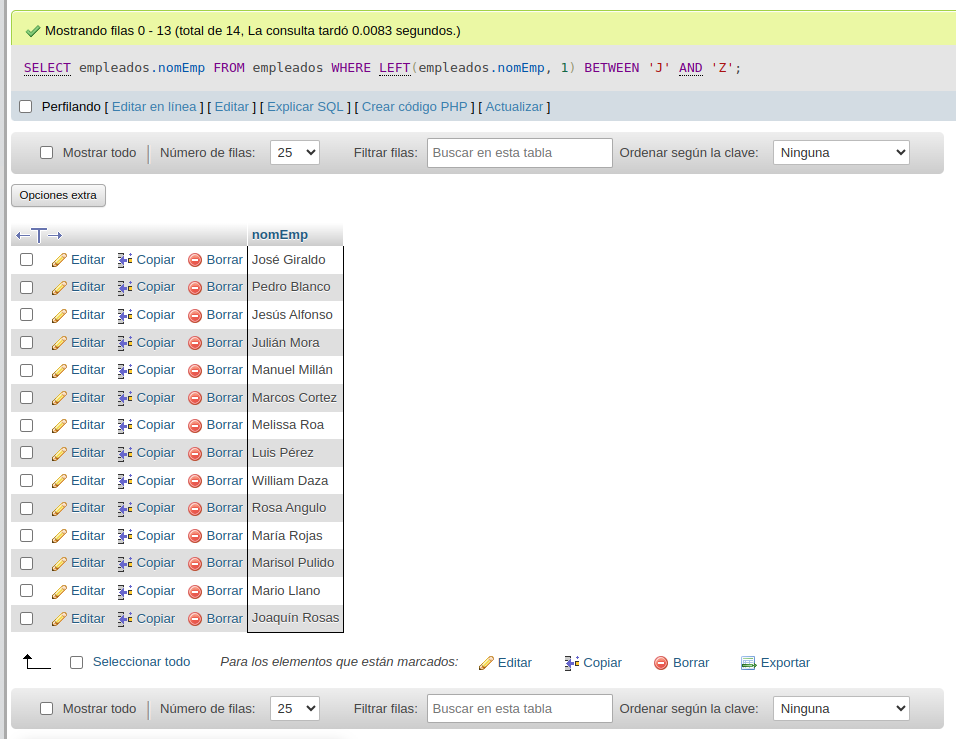 Mostrando filas 0 - 13 (total de 14, La consulta tardó 0.0083 segundos.)
SELECT empleados.nomEmp FROM empleados WHERE LEFT(empleados.nomEmp, 1) BETWEEN 'J' AND 'Z';
Perfilando [ Editar en línea ] [ Editar ] [ Explicar SQL ] [ Crear código PHP ] [ Actualizar ]
Mostrar todo | Número de filas: 25 Filtrar filas: Buscar en esta tabla Ordenar según la clave: Ninguna
Opciones extra
←T→ nomEmp
Editar Copiar Borrar José Giraldo
Editar Copiar Borrar Pedro Blanco
Editar Copiar Borrar Jesús Alfonso
Editar Copiar Borrar Julián Mora
Editar Copiar Borrar Manuel Millán
Editar Copiar Borrar Marcos Cortez
Editar Copiar Borrar Melissa Roa
Editar Copiar Borrar Luis Pérez
Editar Copiar Borrar William Daza
Editar Copiar Borrar Rosa Angulo
Editar Copiar Borrar María Rojas
Editar Copiar Borrar Marisol Pulido
Editar Copiar Borrar Mario Llano
Editar Copiar Borrar Joaquín Rosas
Seleccionar todo Para los elementos que están marcados: Editar Copiar Borrar Exportar
Mostrar todo | Número de filas: 25 Filtrar filas: Buscar en esta tabla Ordenar según la clave: Ninguna